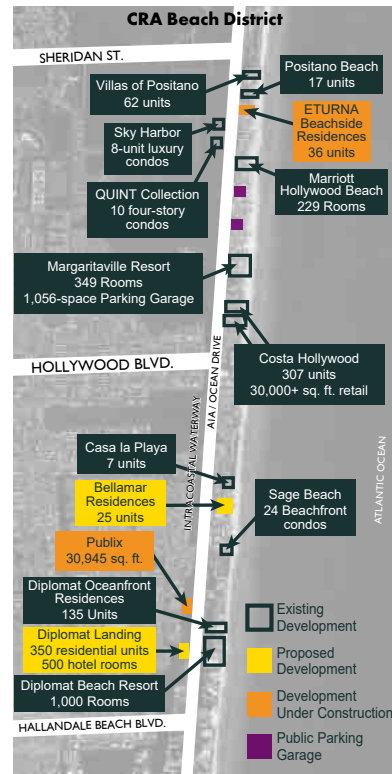 CRA Beach District
SHERIDAN ST.
Villas of Positano
62 units
Positano Beach
17 units
Sky Harbor
8-unit luxury
condos
ETURNA
Beachside
Residences
36 units
QUINT Collection
10 four-story
condos
Marriott
Hollywood Beach
229 Rooms
Margaritaville Resort
349 Rooms
1,056-space Parking Garage
HOLLYWOOD BLVD.
A1A / OCEAN DRIVE
Costa Hollywood
307 units
30,000+ sq. ft. retail
INTRACOASTAL WATERWAY
ATLANTIC OCEAN
Casa la Playa
7 units
Bellamar
Residences
25 units
Sage Beach
24 Beachfront
condos
Publix
30,945 sq. ft.
Diplomat Oceanfront
Residences
135 Units
Diplomat Landing
350 residential units
500 hotel rooms
Diplomat Beach Resort
1,000 Rooms
HALLANDALE BEACH BLVD.
Existing
Development
Proposed
Development
Development
Under Construction
Public Parking
Garage